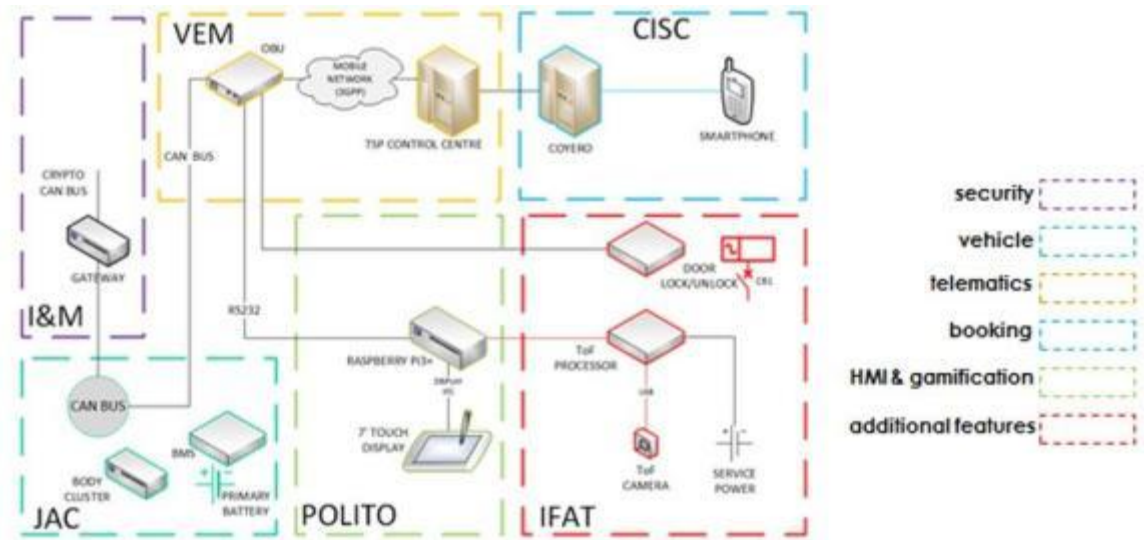 VEM
CISC
OBU
MOBILE
NETWORK
(3GPP)
TSP CONTROL CENTRE
COYERO
SMARTPHONE
CAN BUS
CRYPTO
CAN BUS
GATEWAY
I&M
DOOR
LOCK/UNLOCK
CB1
RS232
RASPBERRY Pi3+
ToF
PROCESSOR
DISPLAY
USB
CAN BUS
BMS
7' TOUCH
DISPLAY
ToF
CAMERA
SERVICE
POWER
BODY
CLUSTER
PRIMARY
BATTERY
JAC
POLITO
IFAT
security
vehicle
telematics
booking
HMI & gamification
additional features